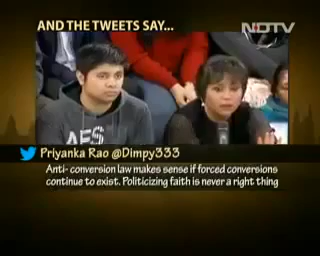 AND THE TWEETS SAY...
NDTV
AES
Priyanka Rao @Dimpy333
Anti- conversion law makes sense if forced conversions
continue to exist. Politicizing faith is never a right thing